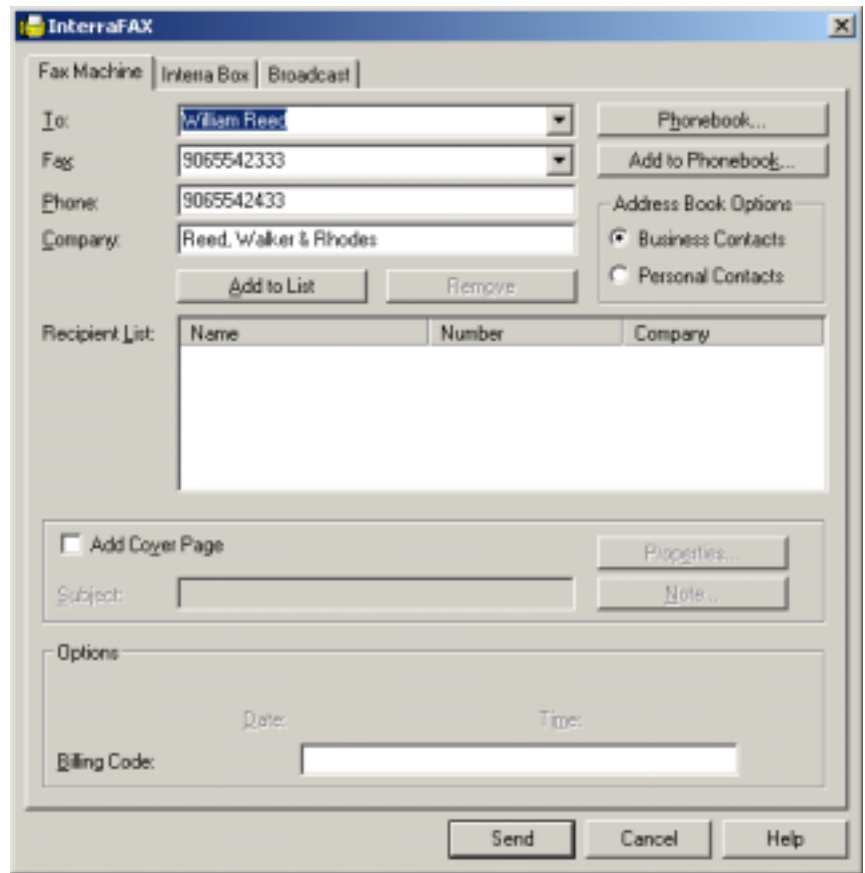 InterraFAX
Fax Machine Interra Box Broadcast
To: William Reed Phonebook...
Fax: 9065542333 Add to Phonebook...
Phone: 9065542433 Address Book Options
Company: Reed, Walker & Rhodes Business Contacts
Add to List Remove Personal Contacts
Recipient List: Name Number Company
Add Cover Page Properties...
Subject: Note...
Options
Date: Time:
Billing Code:
Send Cancel Help